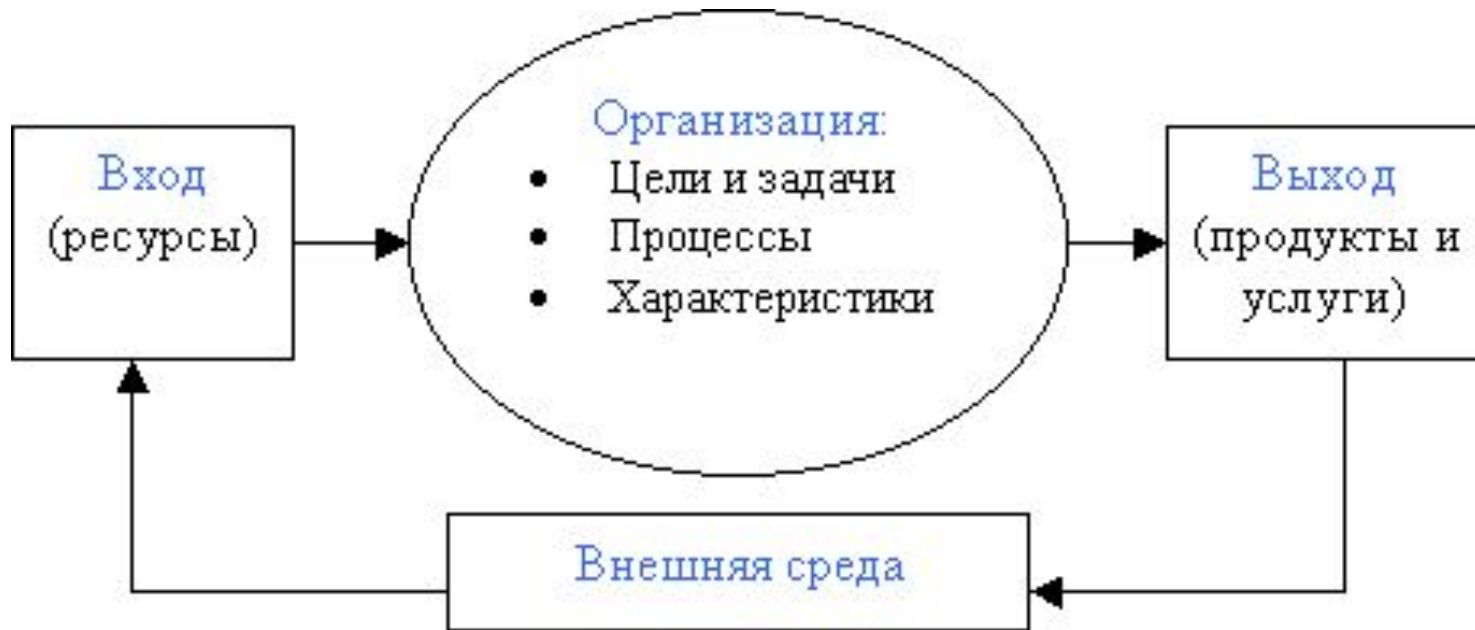 Вход
(ресурсы)
Организация:
• Цели и задачи
• Процессы
• Характеристики
Выход
(продукты и
услуги)
Внешняя среда